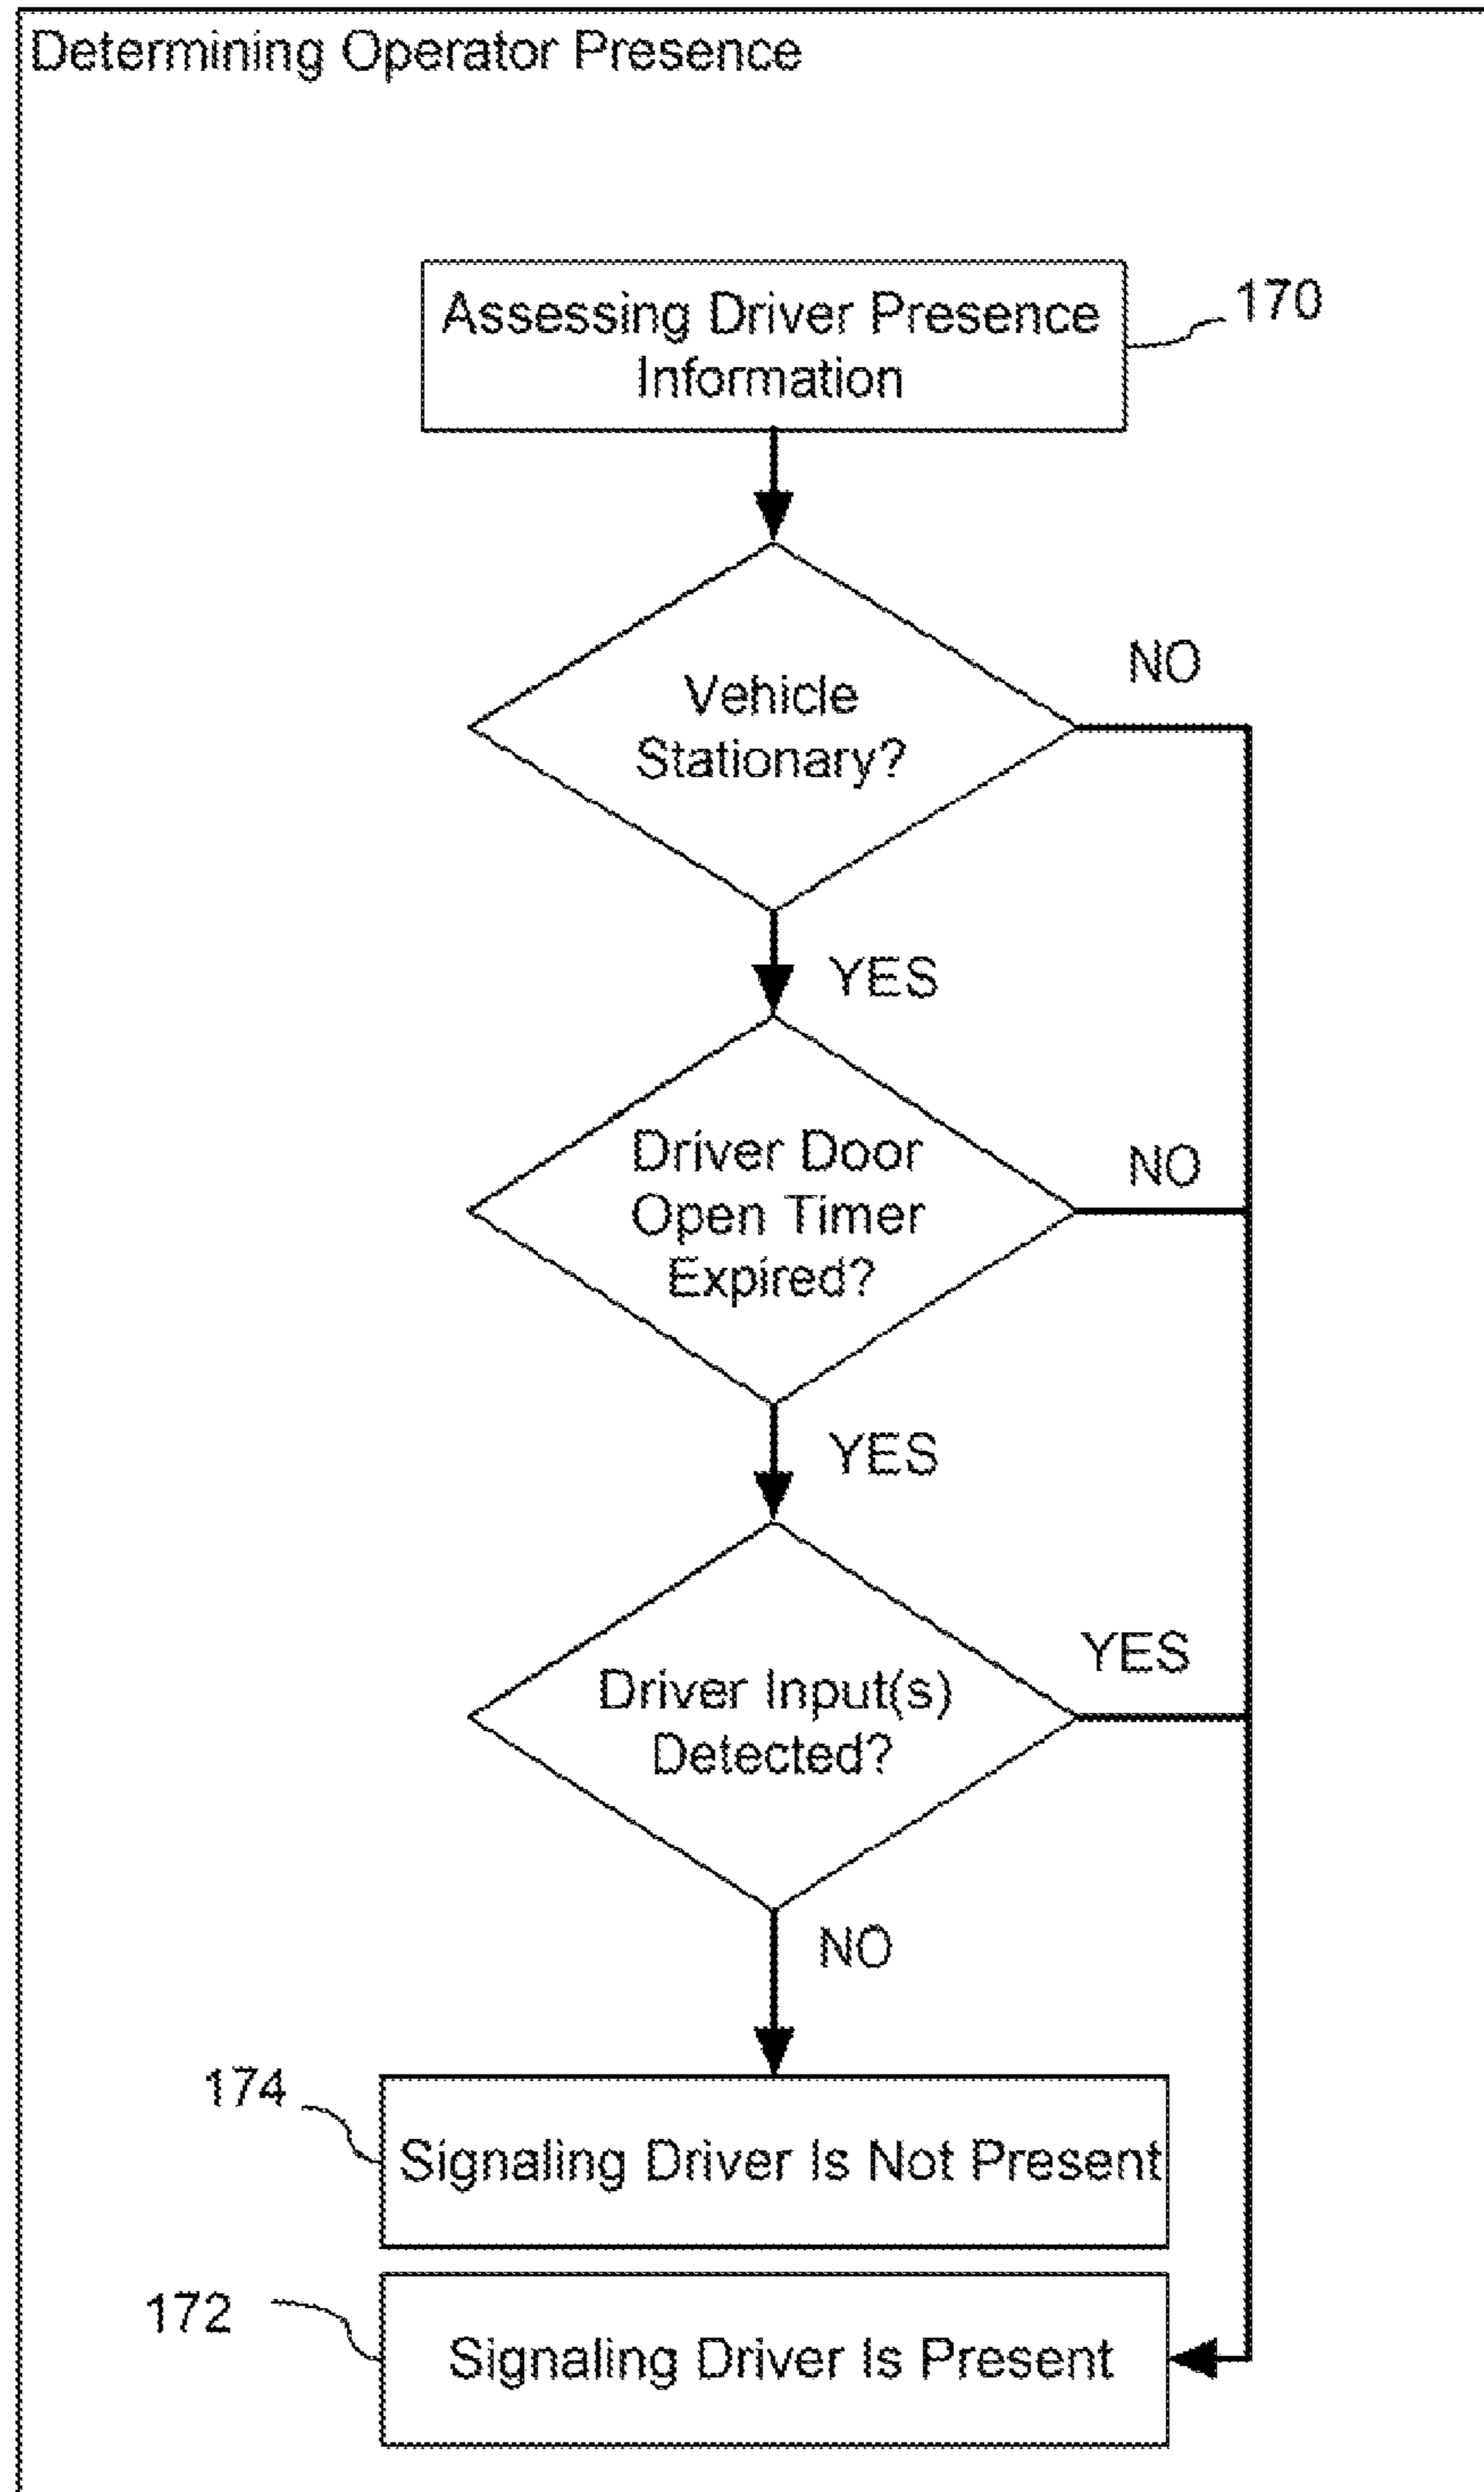 Determining Operator Presence
Assessing Driver Presence
Information
170
Vehicle
Stationary?
NO
YES
Driver Door
Open Timer
Expired?
NO
YES
Driver Input(s)
Detected?
YES
NO
174
Signaling Driver Is Not Present
172
Signaling Driver Is Present